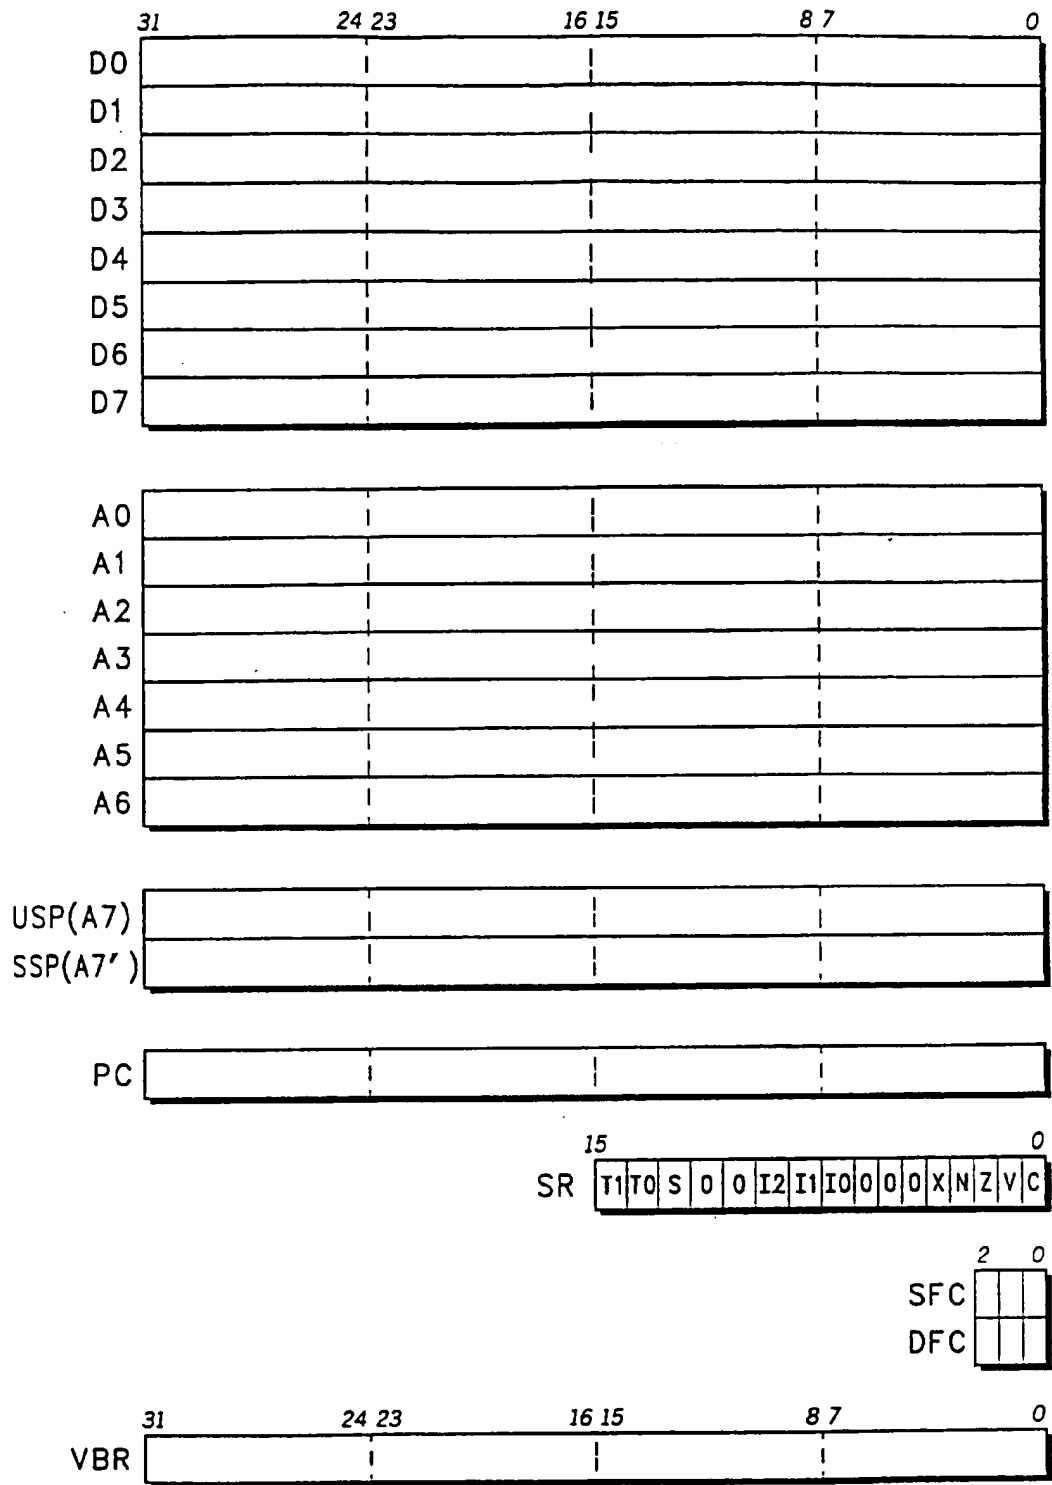 31 24 23 16 15 8 7 0
D0
D1
D2
D3
D4
D5
D6
D7
A0
A1
A2
A3
A4
A5
A6
USP(A7)
SSP(A7′)
PC
15 0
SR T1 T0 S 0 0 I2 I1 I0 0 0 0 X N Z V C
2 0
SFC
DFC
31 24 23 16 15 8 7 0
VBR